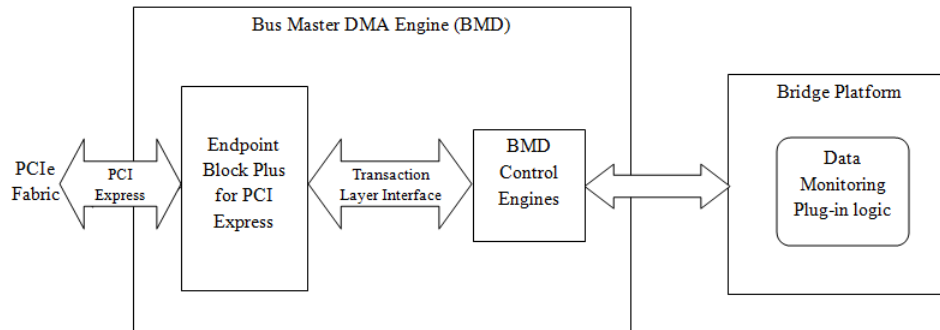 Bus Master DMA Engine (BMD)
Bridge Platform
PCIe
Fabric
PCI
Express
Endpoint
Block Plus
for PCI
Express
Transaction
Layer Interface
BMD
Control
Engines
Data
Monitoring
Plug-in logic